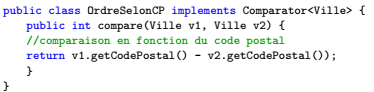 public class OrdreSelonCP implements Comparator<Ville> {
    public int compare(Ville v1, Ville v2) {
    //comparaison en fonction du code postal
    return v1.getCodePostal() - v2.getCodePostal());
    }
}